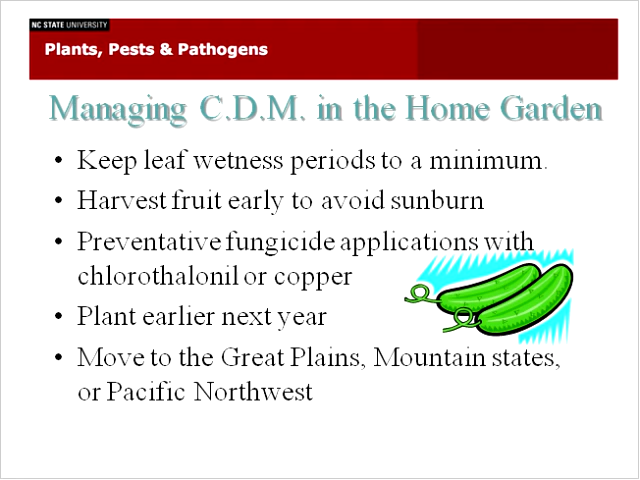 NC STATE UNIVERSITY
Plants, Pests & Pathogens
Managing C.D.M. in the Home Garden
• Keep leaf wetness periods to a minimum.
• Harvest fruit early to avoid sunburn
• Preventative fungicide applications with
chlorothalonil or copper
• Plant earlier next year
• Move to the Great Plains, Mountain states,
or Pacific Northwest